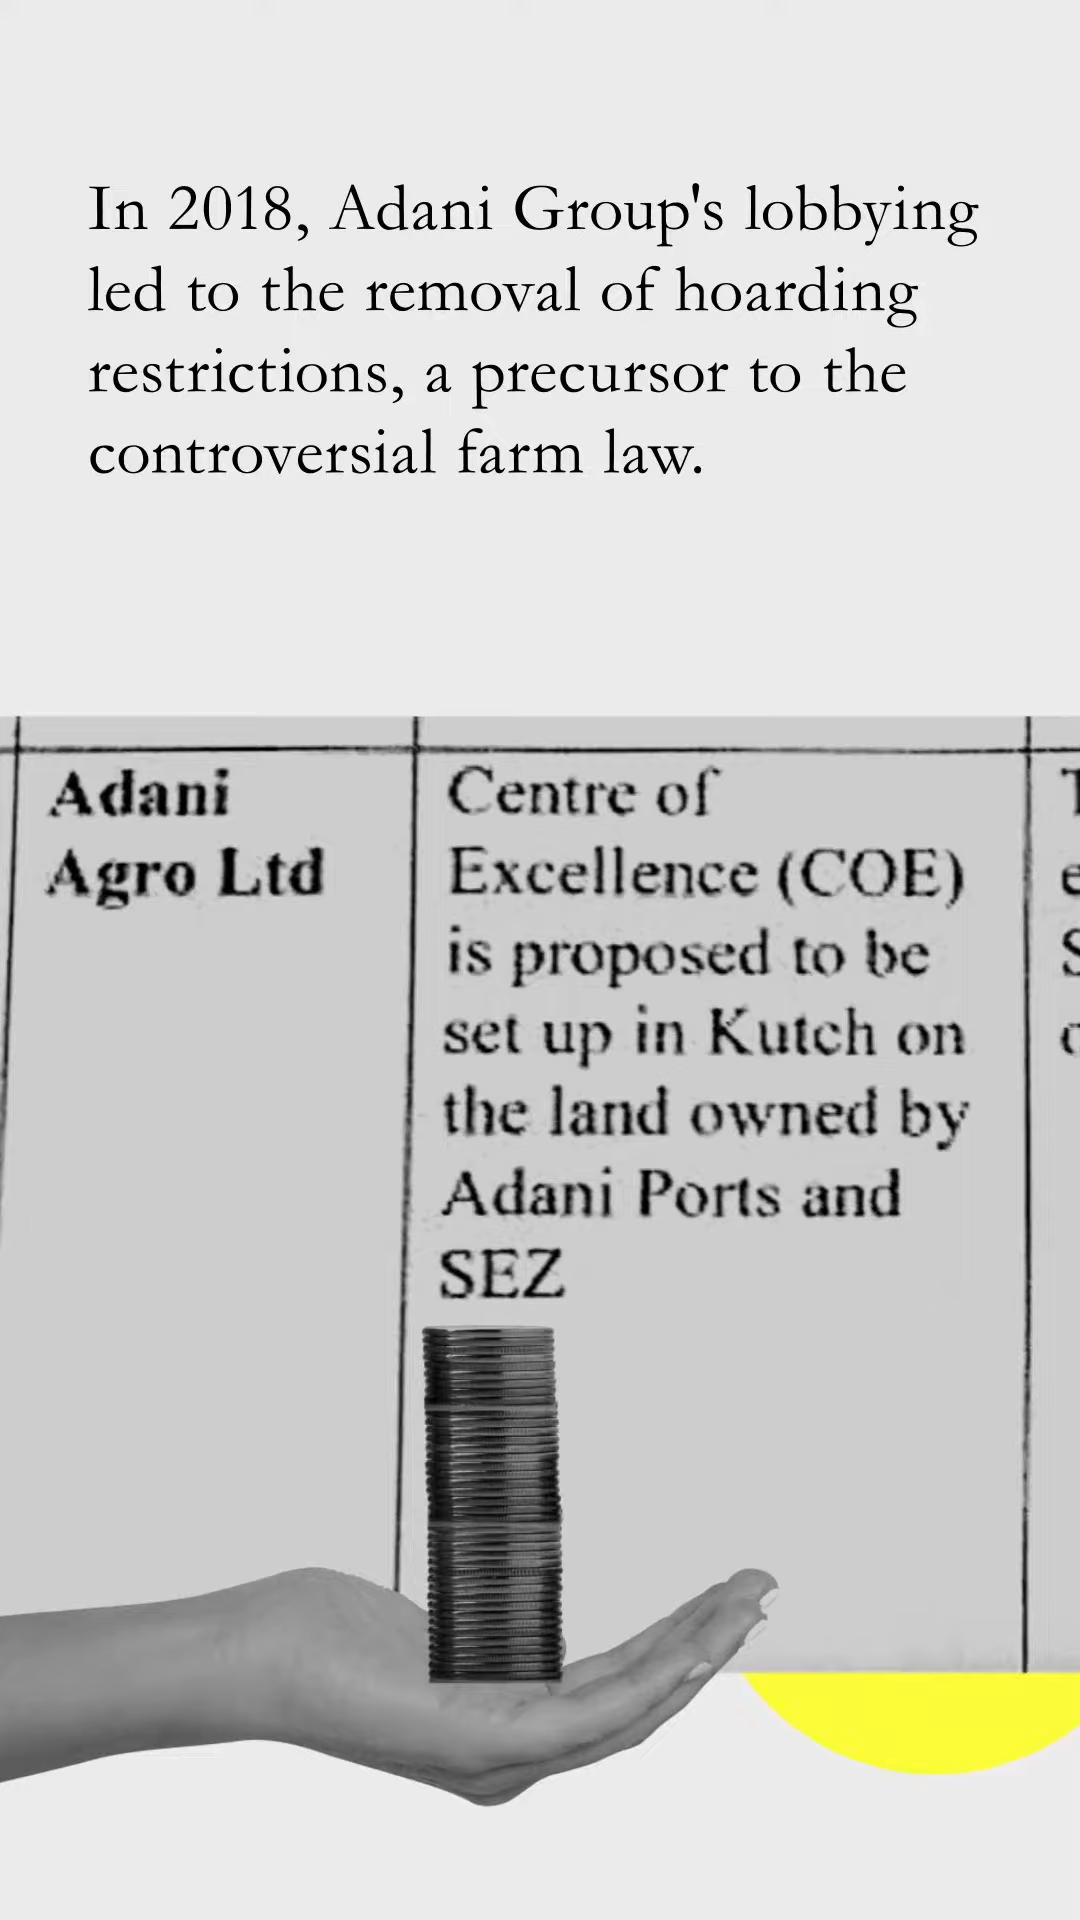 In 2018, Adani Group's lobbying
led to the removal of hoarding
restrictions, a precursor to the
controversial farm law.
Adani
Agro Ltd
Centre of
Excellence (COE)
is proposed to be
set up in Kutch on
the land owned by
Adani Ports and
SEZ